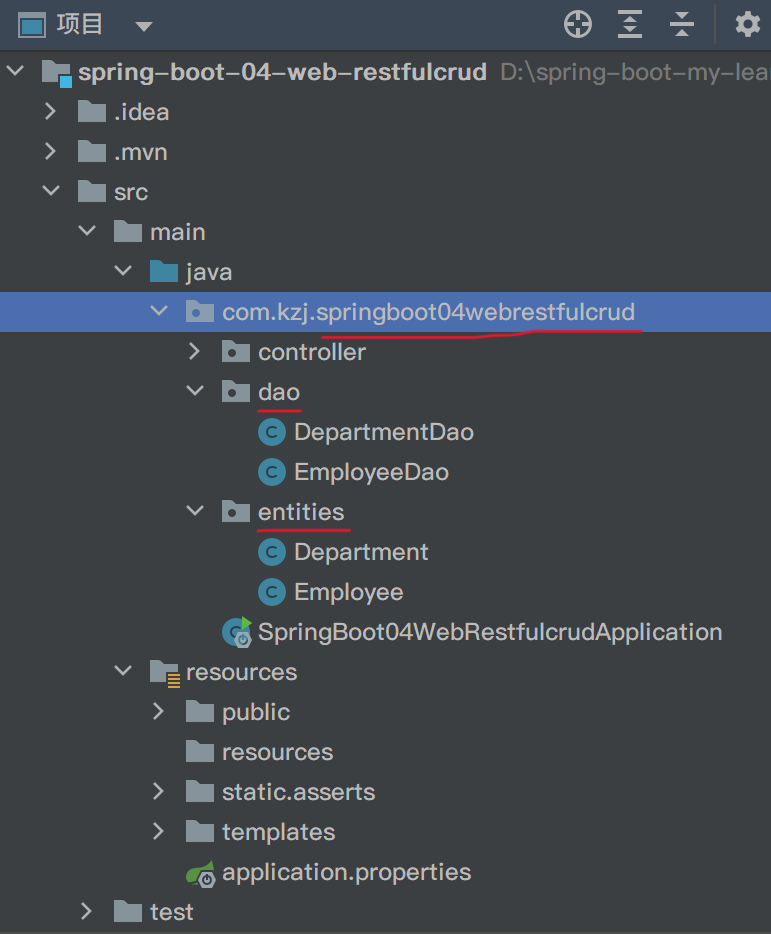 项目
spring-boot-04-web-restfulcrud D:\spring-boot-my-lea
.idea
.mvn
src
main
java
com.kzj.springboot04webrestfulcrud
controller
dao
C DepartmentDao
C EmployeeDao
entities
C Department
C Employee
SpringBoot04WebRestfulcrudApplication
resources
public
resources
static.asserts
templates
application.properties
test